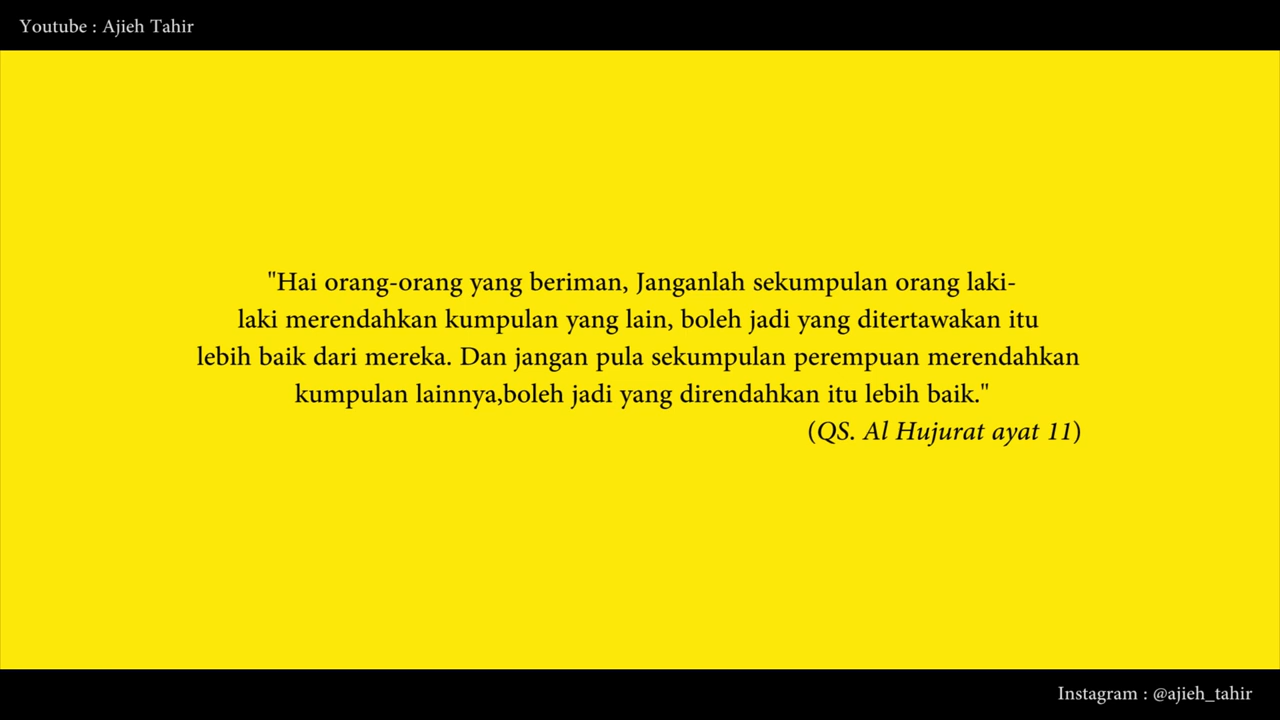 Youtube : Ajieh Tahir
"Hai orang-orang yang beriman, Janganlah sekumpulan orang laki-
laki merendahkan kumpulan yang lain, boleh jadi yang ditertawakan itu
lebih baik dari mereka. Dan jangan pula sekumpulan perempuan merendahkan
kumpulan lainnya,boleh jadi yang direndahkan itu lebih baik."
(QS. Al Hujurat ayat 11)
Instagram : @ajieh_tahir